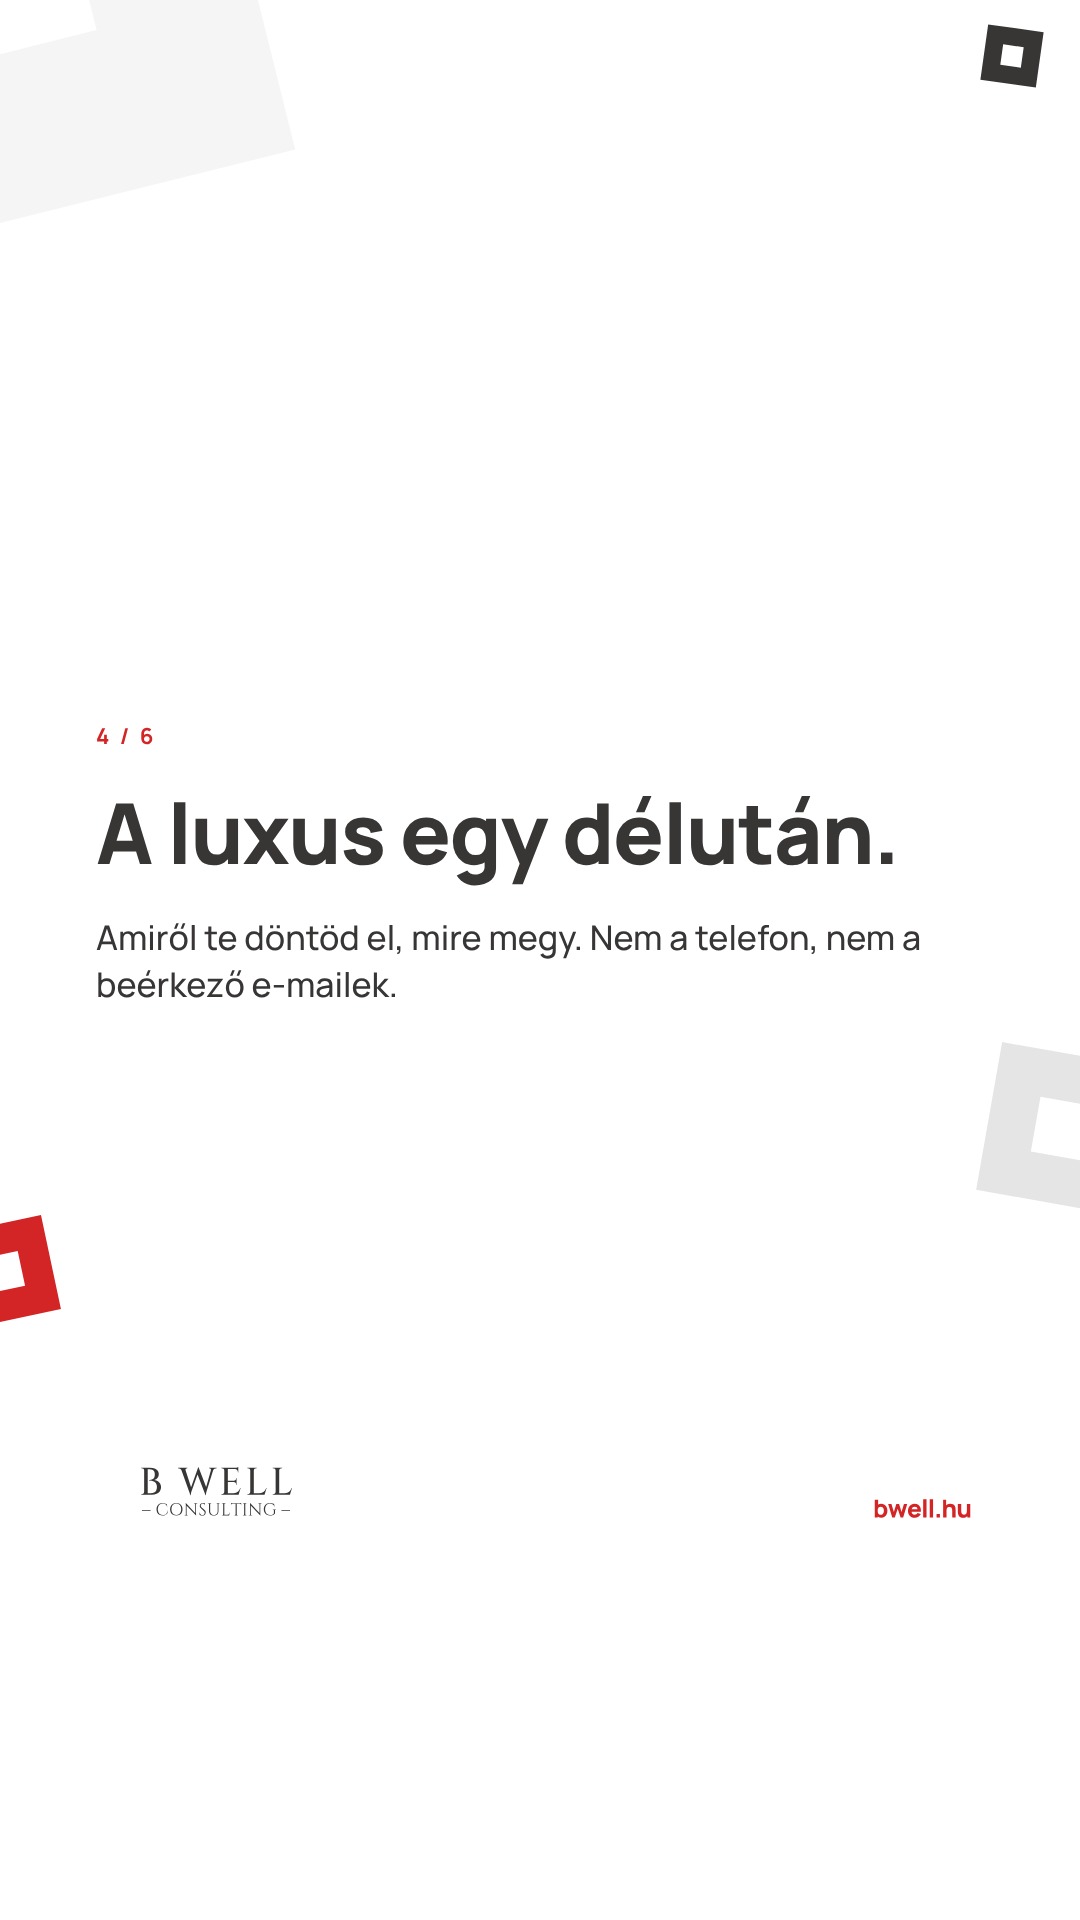 4 / 6
A luxus egy délután.
Amiről te döntöd el, mire megy. Nem a telefon, nem a
beérkező e-mailek.
B WELL
– CONSULTING –
bwell.hu